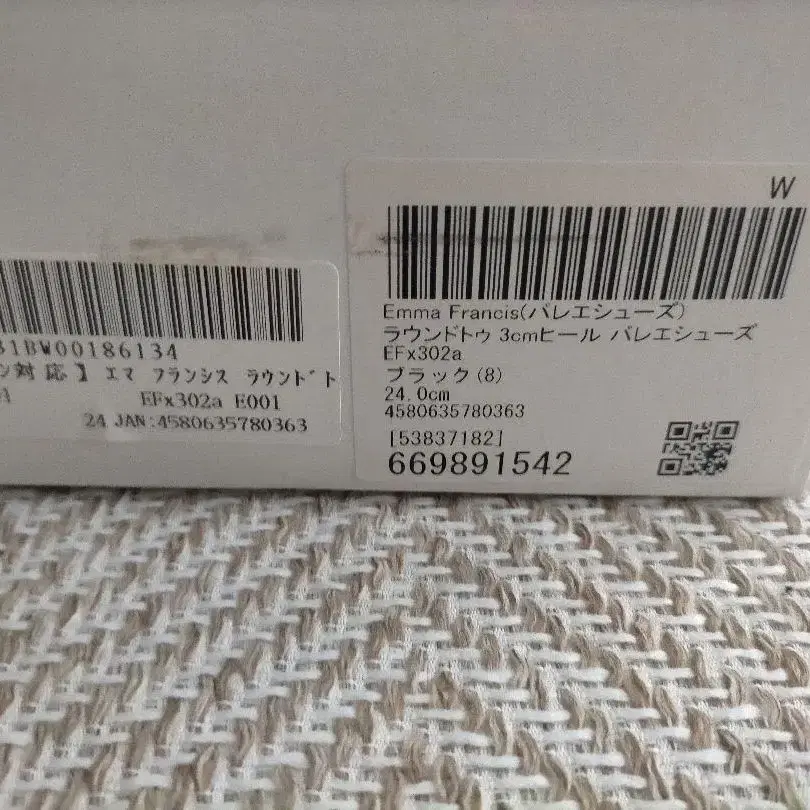 W
Emma Francis(バレエシューズ)
ラウンドトゥ 3cmヒール バレエシューズ
EFx302a
ブラック(8)
24.0cm
4580635780363
[53837182]
669891542
31BW00186134
ン対応】エマ フランシス ラウンドト
EFx302a E001
24 JAN:4580635780363